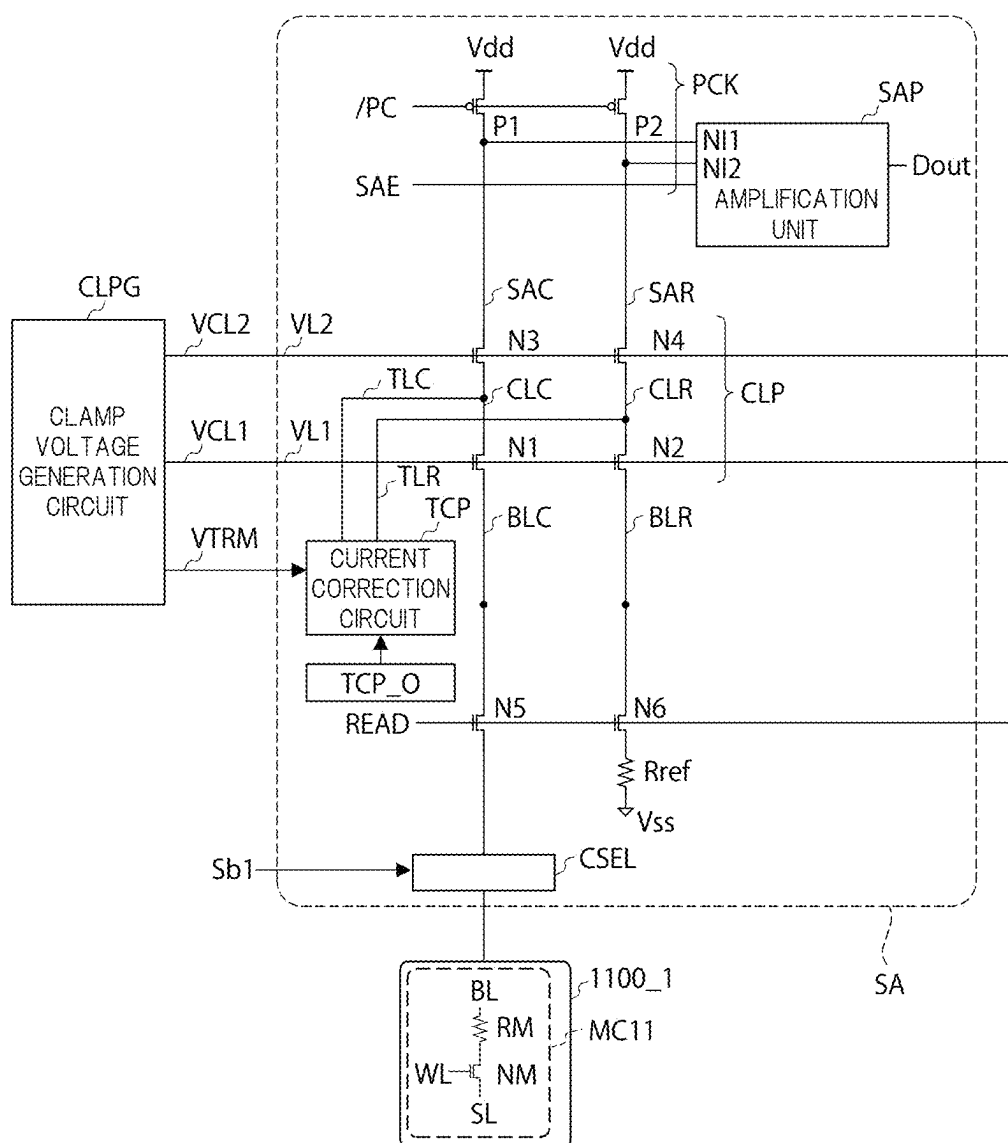 Vdd
Vdd
PCK
/PC
P1
P2
SAP
NI1
NI2
Dout
SAE
AMPLIFICATION
UNIT
CLPG
SAC
SAR
VCL2
VL2
N3
N4
TLC
CLC
CLR
CLP
CLAMP
VOLTAGE
GENERATION
CIRCUIT
VCL1
VL1
N1
N2
TLR
TCP
BLC
BLR
VTRM
CURRENT
CORRECTION
CIRCUIT
TCP_O
READ
N5
N6
Rref
Vss
Sb1
CSEL
SA
1100_1
BL
RM
MC11
WL
NM
SL